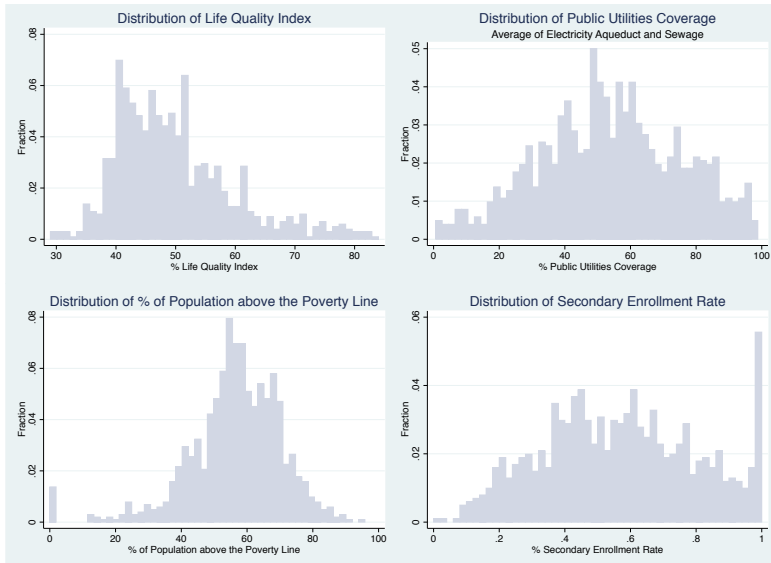 Distribution of Life Quality Index
.08
.06
.04
.02
0
Fraction
30 40 50 60 70 80
% Life Quality Index
Distribution of Public Utilities Coverage
Average of Electricity Aqueduct and Sewage
.05
.04
.03
.02
.01
0
Fraction
0 20 40 60 80 100
% Public Utilities Coverage
Distribution of % of Population above the Poverty Line
.08
.06
.04
.02
0
Fraction
0 20 40 60 80 100
% of Population above the Poverty Line
Distribution of Secondary Enrollment Rate
.06
.04
.02
0
Fraction
0 .2 .4 .6 .8 1
% Secondary Enrollment Rate